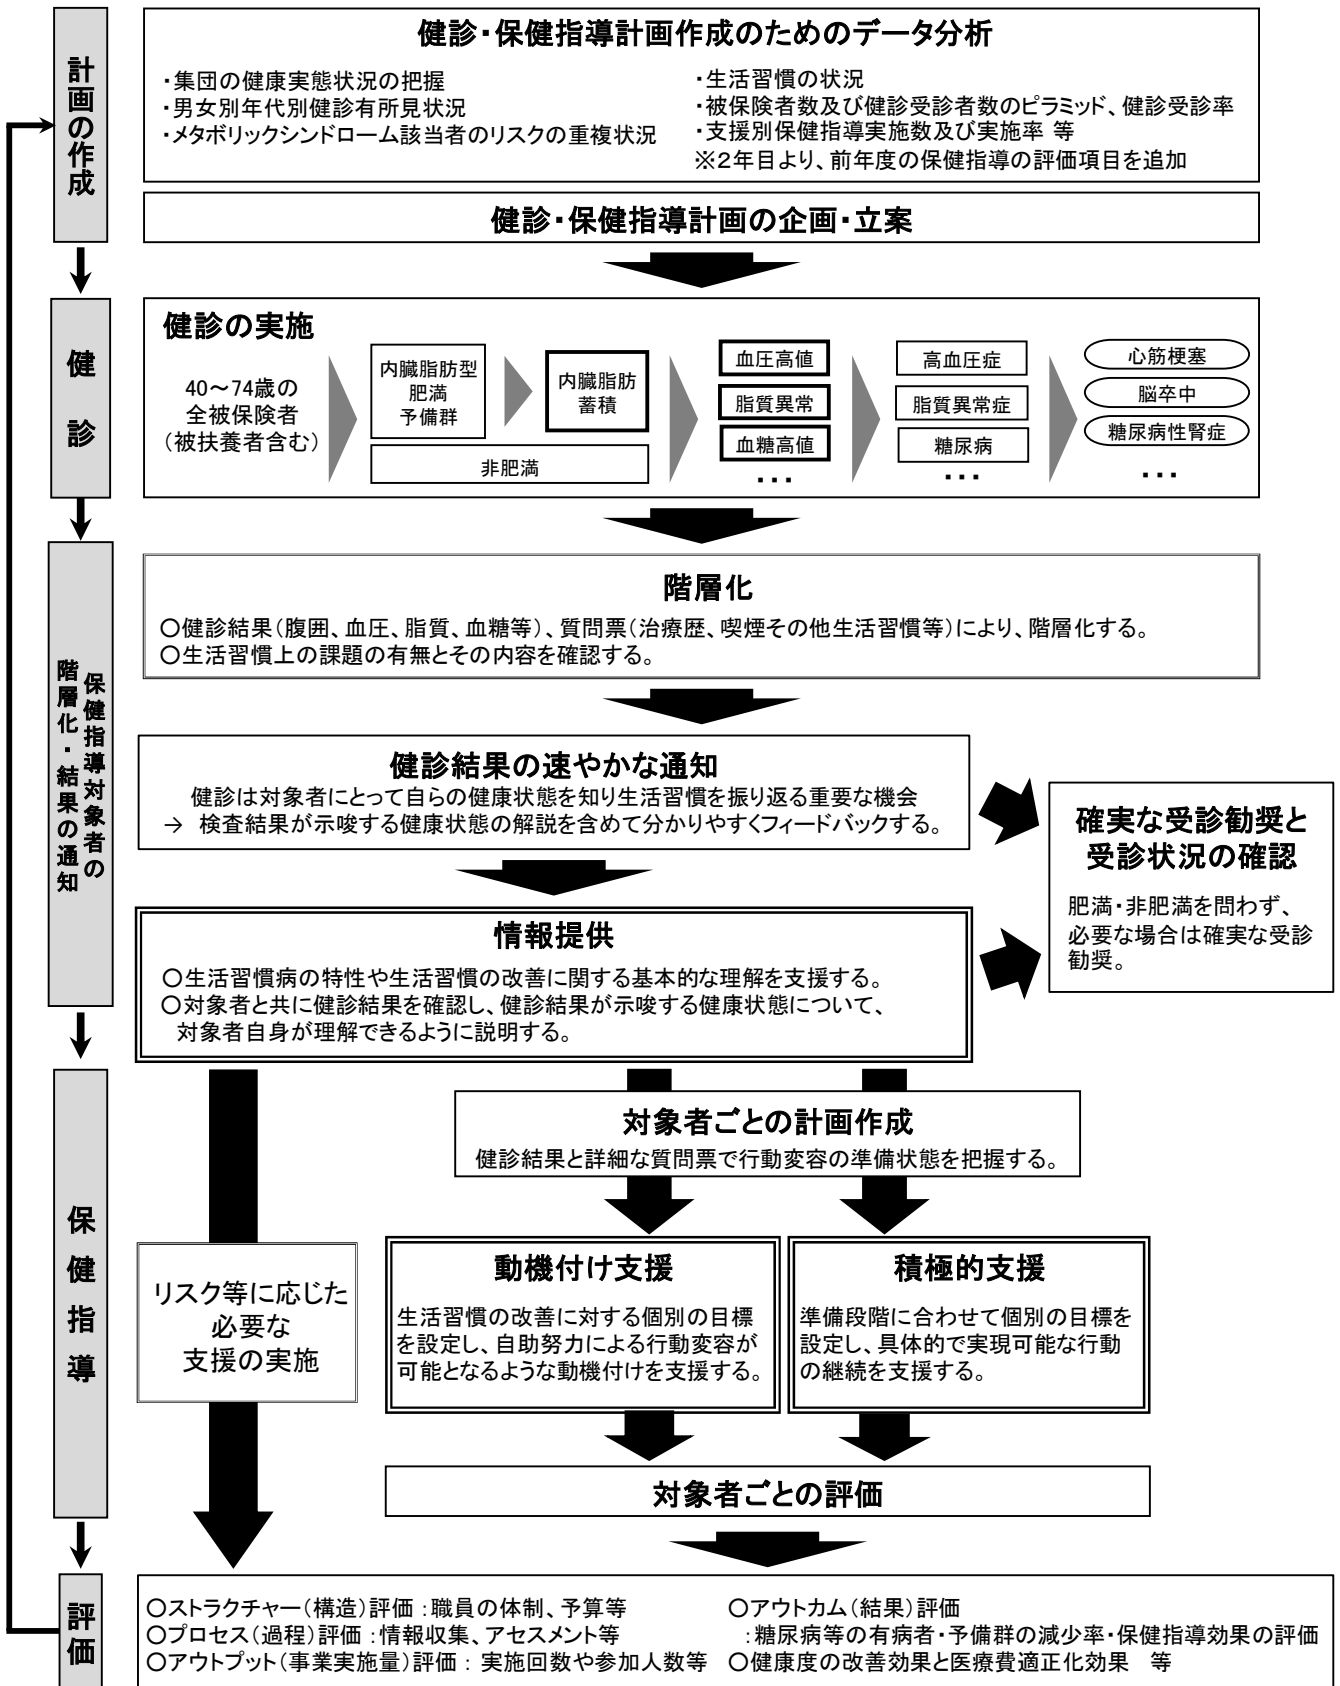 計画の作成
健診・保健指導計画作成のためのデータ分析
・集団の健康実態状況の把握
・男女別年代別健診有所見状況
・メタボリックシンドローム該当者のリスクの重複状況
・生活習慣の状況
・被保険者数及び健診受診者数のピラミッド、健診受診率
・支援別保健指導実施数及び実施率 等
※2年目より、前年度の保健指導の評価項目を追加
健診・保健指導計画の企画・立案
健診
健診の実施
40～74歳の
全被保険者
（被扶養者含む）
内臓脂肪型
肥満
予備群
内臓脂肪
蓄積
非肥満
血圧高値
脂質異常
血糖高値
・・・
高血圧症
脂質異常症
糖尿病
・・・
心筋梗塞
脳卒中
糖尿病性腎症
・・・
保健指導対象者の
階層化・結果の通知
階層化
○健診結果（腹囲、血圧、脂質、血糖等）、質問票（治療歴、喫煙その他生活習慣等）により、階層化する。
○生活習慣上の課題の有無とその内容を確認する。
健診結果の速やかな通知
健診は対象者にとって自らの健康状態を知り生活習慣を振り返る重要な機会
→ 検査結果が示唆する健康状態の解説を含めて分かりやすくフィードバックする。
確実な受診勧奨と
受診状況の確認
肥満・非肥満を問わず、
必要な場合は確実な受診
勧奨。
情報提供
○生活習慣病の特性や生活習慣の改善に関する基本的な理解を支援する。
○対象者と共に健診結果を確認し、健診結果が示唆する健康状態について、
対象者自身が理解できるように説明する。
保健指導
対象者ごとの計画作成
健診結果と詳細な質問票で行動変容の準備状態を把握する。
リスク等に応じた
必要な
支援の実施
動機付け支援
生活習慣の改善に対する個別の目標
を設定し、自助努力による行動変容が
可能となるような動機付けを支援する。
積極的支援
準備段階に合わせて個別の目標を
設定し、具体的で実現可能な行動
の継続を支援する。
対象者ごとの評価
評価
○ストラクチャー（構造）評価：職員の体制、予算等
○プロセス（過程）評価：情報収集、アセスメント等
○アウトプット（事業実施量）評価： 実施回数や参加人数等
○アウトカム（結果）評価
：糖尿病等の有病者・予備群の減少率・保健指導効果の評価
○健康度の改善効果と医療費適正化効果 等